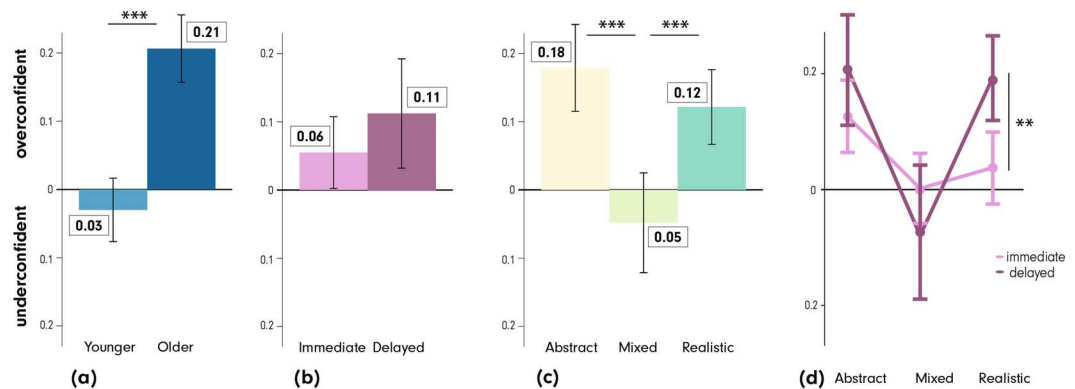 overconfident
underconfident
0.2
0.1
0
0.1
0.2
***
0.21
0.03
Younger Older
(a)
0.2
0.1
0
0.1
0.2
0.06
0.11
Immediate Delayed
(b)
0.2
0.1
0
0.1
0.2
*** ***
0.18
0.12
0.05
Abstract Mixed Realistic
(c)
0.2
0
0.2
**
immediate
delayed
Abstract Mixed Realistic
(d)